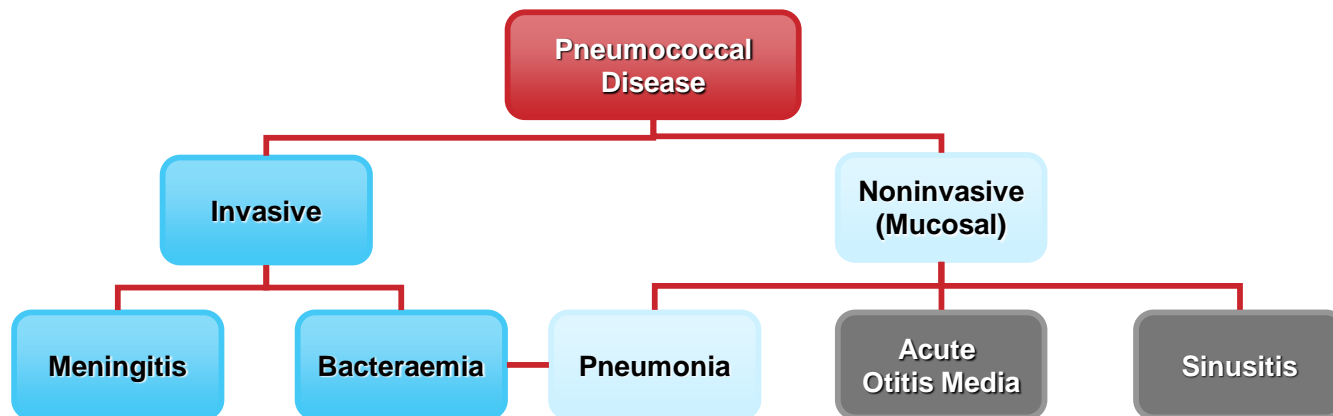 Pneumococcal
Disease
Invasive
Noninvasive
(Mucosal)
Meningitis
Bacteraemia
Pneumonia
Acute
Otitis Media
Sinusitis